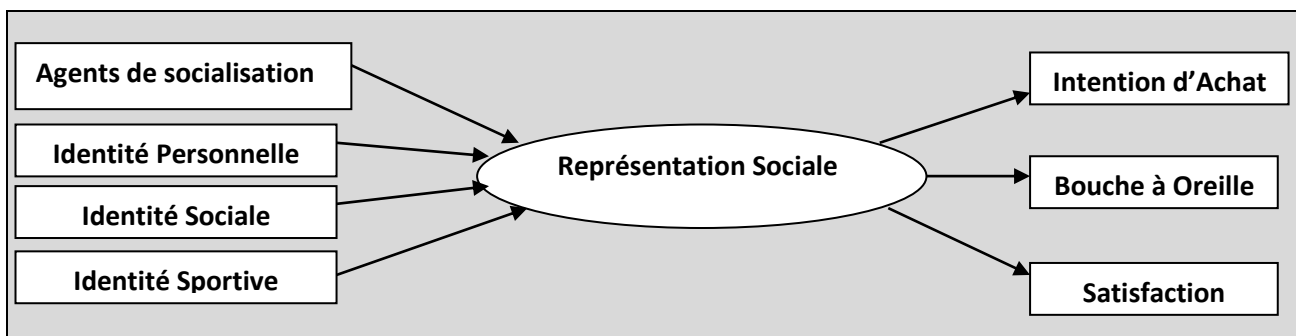 Agents de socialisation
Identité Personnelle
Identité Sociale
Identité Sportive
Représentation Sociale
Intention d’Achat
Bouche à Oreille
Satisfaction